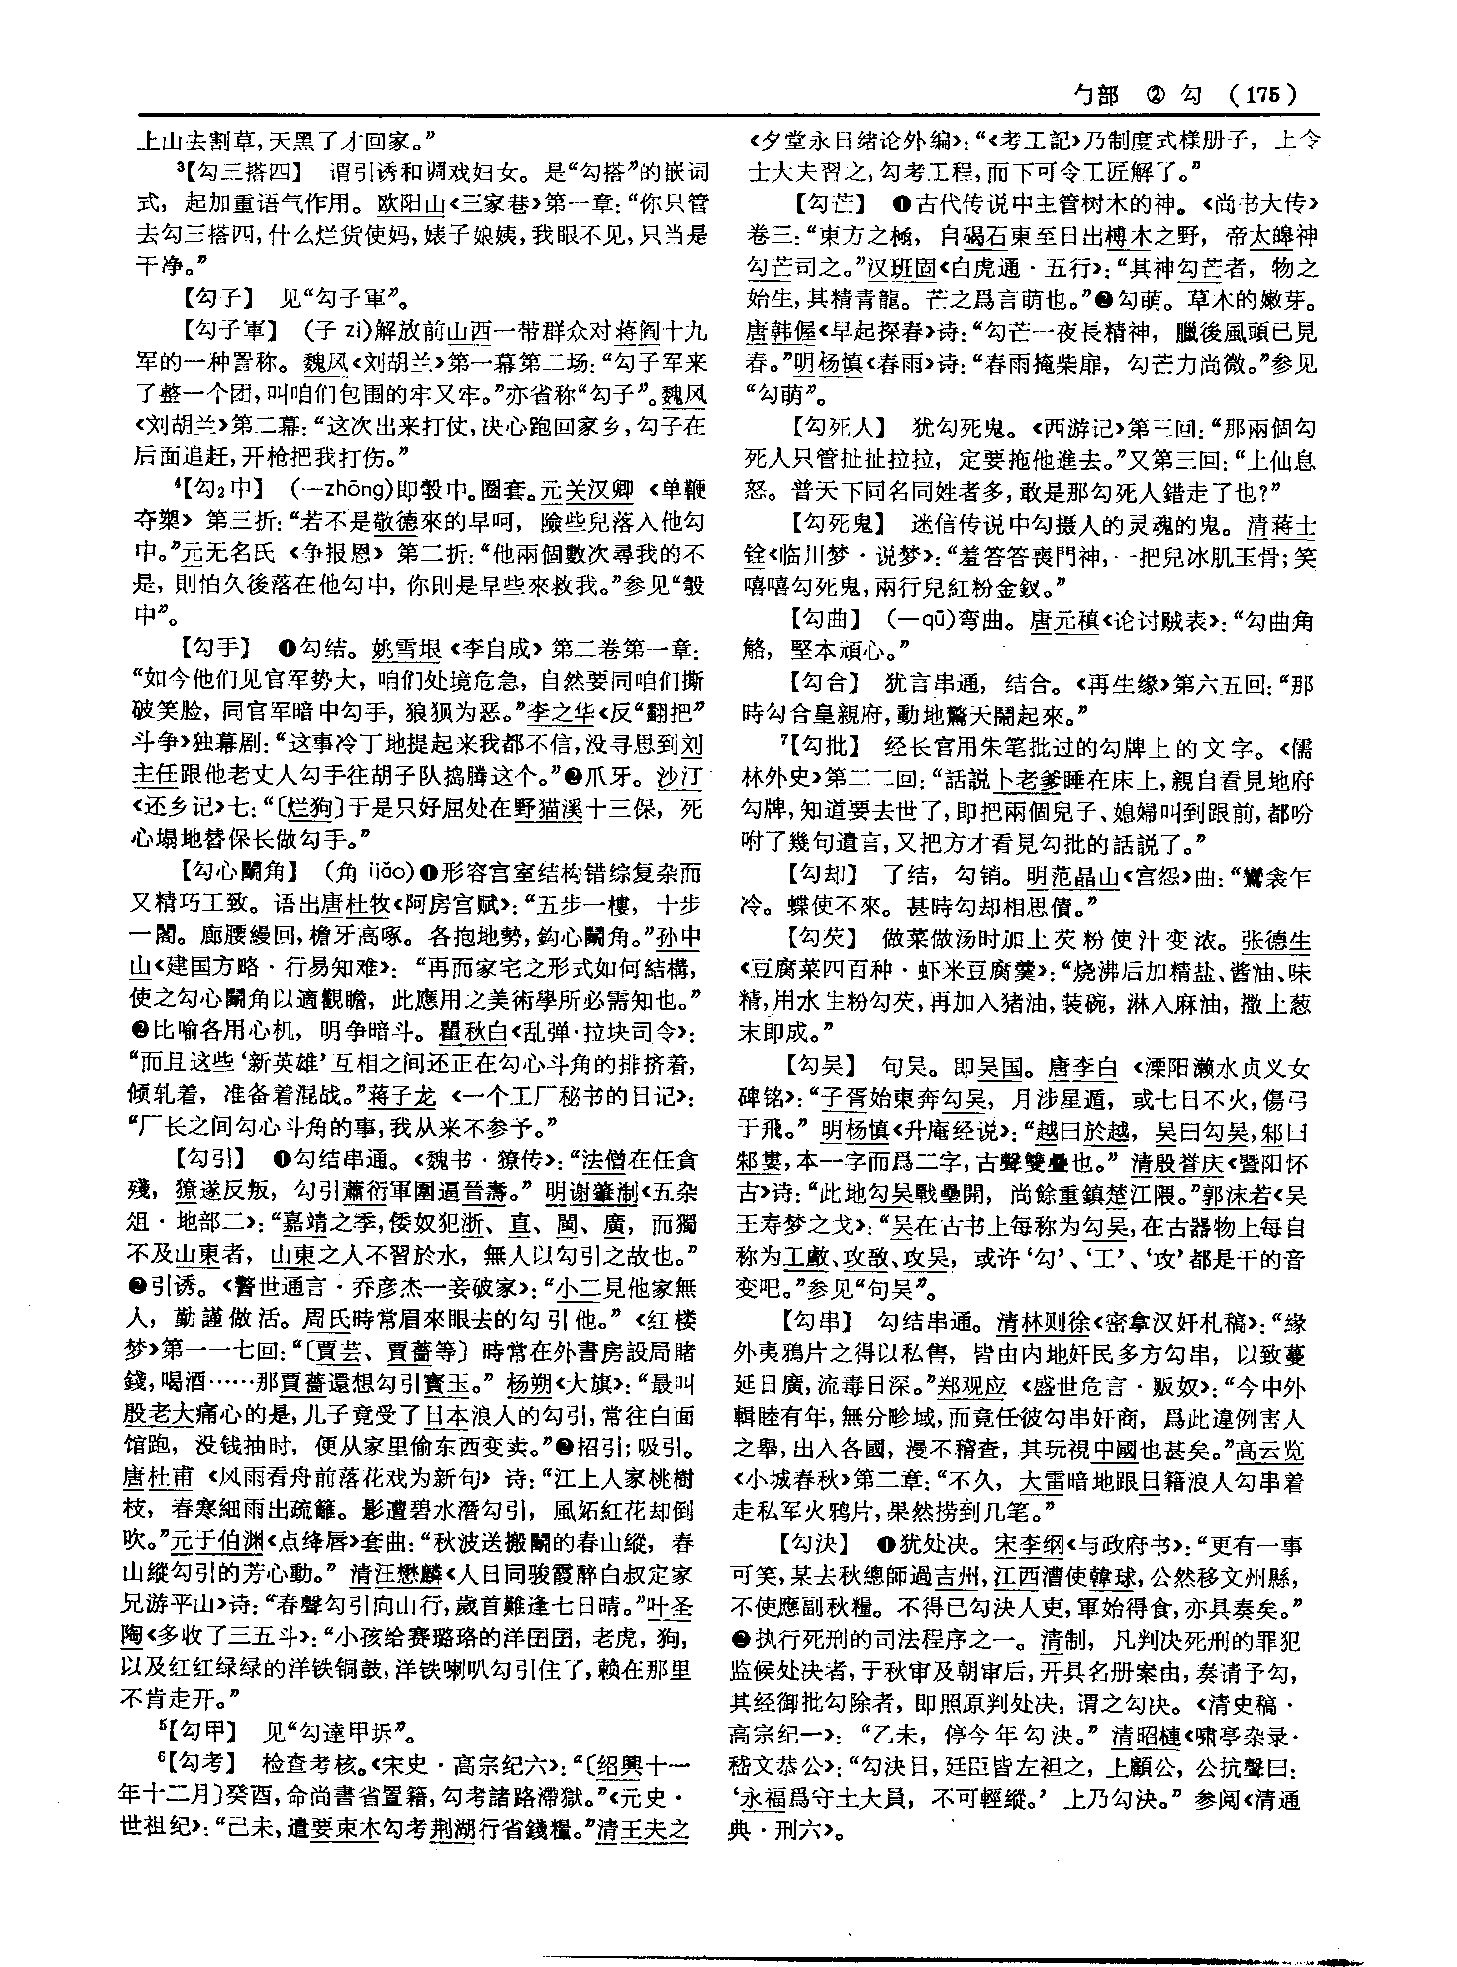 勹部 ② 勾 (175)
上山去割草,天黑了才回家。”
³【勾三搭四】 谓引诱和调戏妇女。是“勾搭”的嵌词
式，起加重语气作用。欧阳山《三家巷》第一章：“你只管
去勾三搭四,什么烂货使妈,婊子娘姨,我眼不见,只当是
干净。”
【勾子】 见“勾子軍”。
【勾子軍】 (子 zi)解放前山西一带群众对蒋阎十九
军的一种詈称。魏风《刘胡兰》第一幕第二场：“勾子军来
了整一个团,叫咱们包围的牢又牢。”亦省称“勾子”。魏风
《刘胡兰》第二幕：“这次出来打仗,决心跑回家乡,勾子在
后面追赶,开枪把我打伤。”
⁴【勾₂中】 (—zhōng)即彀中。圈套。元关汉卿《单鞭
夺槊》第三折：“若不是敬德來的早呵，險些兒落入他勾
中。”元无名氏《争报恩》第二折：“他兩個數次尋我的不
是，則怕久後落在他勾中，你則是早些來救我。”参见“彀
中”。
【勾手】 ❶勾结。姚雪垠《李自成》第二卷第一章：
“如今他们见官军势大，咱们处境危急，自然要同咱们撕
破笑脸，同官军暗中勾手，狼狈为恶。”李之华《反“翻把”
斗争》独幕剧：“这事冷丁地提起来我都不信,没寻思到刘
主任跟他老丈人勾手往胡子队捣腾这个。”❷爪牙。沙汀
《还乡记》七：“〔烂狗〕于是只好屈处在野猫溪十三保，死
心塌地替保长做勾手。”
【勾心鬭角】 (角 jiǎo)❶形容宫室结构错综复杂而
又精巧工致。语出唐杜牧《阿房宫赋》：“五步一樓，十步
一閣。廊腰縵回,檐牙高啄。各抱地勢,鈎心鬭角。”孙中
山《建国方略·行易知难》：“再而家宅之形式如何結構，
使之勾心鬭角以適觀瞻，此應用之美術學所必需知也。”
❷比喻各用心机，明争暗斗。瞿秋白《乱弹·拉块司令》：
“而且这些‘新英雄’互相之间还正在勾心斗角的排挤着，
倾轧着，准备着混战。”蒋子龙《一个工厂秘书的日记》：
“厂长之间勾心斗角的事,我从来不参予。”
【勾引】 ❶勾结串通。《魏书·獠传》：“法僧在任貪
殘，獠遂反叛，勾引蕭衍軍圍逼晉壽。”明谢肇淛《五杂
俎·地部二》：“嘉靖之季,倭奴犯浙、直、閩、廣，而獨
不及山東者，山東之人不習於水，無人以勾引之故也。”
❷引诱。《警世通言·乔彦杰一妾破家》：“小二見他家無
人，勤謹做活。周氏時常眉來眼去的勾引他。”《红楼
梦》第一一七回：“〔賈芸、賈薔等〕時常在外書房設局賭
錢,喝酒……那賈薔還想勾引寶玉。”杨朔《大旗》：“最叫
殷老大痛心的是,儿子竟受了日本浪人的勾引,常往白面
馆跑，没钱抽时，便从家里偷东西变卖。”❸招引；吸引。
唐杜甫《风雨看舟前落花戏为新句》诗：“江上人家桃樹
枝，春寒細雨出疏籬。影遭碧水潛勾引，風妬紅花却倒
吹。”元于伯渊《点绛唇》套曲：“秋波送搬鬭的春山縱，春
山縱勾引的芳心動。”清汪懋麟《人日同骏霞醉白叔定家
兄游平山》诗：“春聲勾引向山行,歲首難逢七日晴。”叶圣
陶《多收了三五斗》：“小孩给赛璐珞的洋囡囡，老虎，狗，
以及红红绿绿的洋铁铜鼓,洋铁喇叭勾引住了,赖在那里
不肯走开。”
⁵【勾甲】 见“勾達甲坼”。
⁶【勾考】 检查考核。《宋史·高宗纪六》：“〔紹興十一
年十二月〕癸酉,命尚書省置籍,勾考諸路滯獄。”《元史·
世祖纪》：“己未,遣要束木勾考荆湖行省錢糧。”清王夫之
《夕堂永日绪论外编》：“《考工記》乃制度式樣册子，上令
士大夫習之,勾考工程,而下可令工匠解了。”
【勾芒】 ❶古代传说中主管树木的神。《尚书大传》
卷三：“東方之極，自碣石東至日出榑木之野，帝太皞神
勾芒司之。”汉班固《白虎通·五行》：“其神勾芒者，物之
始生,其精青龍。芒之爲言萌也。”❷勾萌。草木的嫩芽。
唐韩偓《早起探春》诗：“勾芒一夜長精神，臘後風頭已見
春。”明杨慎《春雨》诗：“春雨掩柴扉，勾芒力尚微。”参见
“勾萌”。
【勾死人】 犹勾死鬼。《西游记》第三回：“那兩個勾
死人只管扯扯拉拉，定要拖他進去。”又第三回：“上仙息
怒。普天下同名同姓者多,敢是那勾死人錯走了也?”
【勾死鬼】 迷信传说中勾摄人的灵魂的鬼。清蒋士
铨《临川梦·说梦》：“羞答答喪門神，一把兒冰肌玉骨；笑
嘻嘻勾死鬼,兩行兒紅粉金釵。”
【勾曲】 (—qū)弯曲。唐元稹《论讨贼表》：“勾曲角
觡，堅本頑心。”
【勾合】 犹言串通，结合。《再生缘》第六五回：“那
時勾合皇親府,動地驚天鬧起來。”
⁷【勾批】 经长官用朱笔批过的勾牌上的文字。《儒
林外史》第二一回：“話説卜老爹睡在床上,親自看見地府
勾牌,知道要去世了,即把兩個兒子、媳婦叫到跟前,都吩
咐了幾句遺言,又把方才看見勾批的話説了。”
【勾却】 了结，勾销。明范晶山《宫怨》曲：“鴛衾乍
冷。蝶使不來。甚時勾却相思債。”
【勾芡】 做菜做汤时加上芡粉使汁变浓。张德生
《豆腐菜四百种·虾米豆腐羹》：“烧沸后加精盐、酱油、味
精,用水生粉勾芡,再加入猪油,装碗，淋入麻油，撒上葱
末即成。”
【勾吴】 句吴。即吴国。唐李白《溧阳濑水贞义女
碑铭》：“子胥始東奔勾吴，月涉星遁，或七日不火,傷弓
于飛。”明杨慎《升庵经说》：“越曰於越，吴曰勾吴,邾曰
邾婁,本一字而爲二字,古聲雙疊也。”清殷誉庆《暨阳怀
古》诗：“此地勾吴戰壘開，尚餘重鎮楚江隈。”郭沫若《吴
王寿梦之戈》：“吴在古书上每称为勾吴,在古器物上每自
称为工䱷、攻敔、攻吴，或许‘勾’、‘工’、‘攻’都是干的音
变吧。”参见“句吴”。
【勾串】 勾结串通。清林则徐《密拿汉奸札稿》：“緣
外夷鴉片之得以私售，皆由内地奸民多方勾串，以致蔓
延日廣,流毒日深。”郑观应《盛世危言·贩奴》：“今中外
輯睦有年,無分畛域,而竟任彼勾串奸商，爲此違例害人
之舉,出入各國，漫不稽查，其玩視中國也甚矣。”高云览
《小城春秋》第二章：“不久，大雷暗地跟日籍浪人勾串着
走私军火鸦片,果然捞到几笔。”
【勾决】 ❶犹处决。宋李纲《与政府书》：“更有一事
可笑,某去秋總師過吉州,江西漕使韓球,公然移文州縣,
不使應副秋糧。不得已勾決人吏,軍始得食,亦具奏矣。”
❷执行死刑的司法程序之一。清制，凡判决死刑的罪犯
监候处决者,于秋审及朝审后,开具名册案由,奏请予勾,
其经御批勾除者，即照原判处决，谓之勾决。《清史稿·
高宗纪一》：“乙未，停今年勾決。”清昭梿《啸亭杂录·
嵇文恭公》：“勾決日,廷臣皆左袒之，上顧公，公抗聲曰：
‘永福爲守土大員，不可輕縱。’上乃勾決。”参阅《清通
典·刑六》。